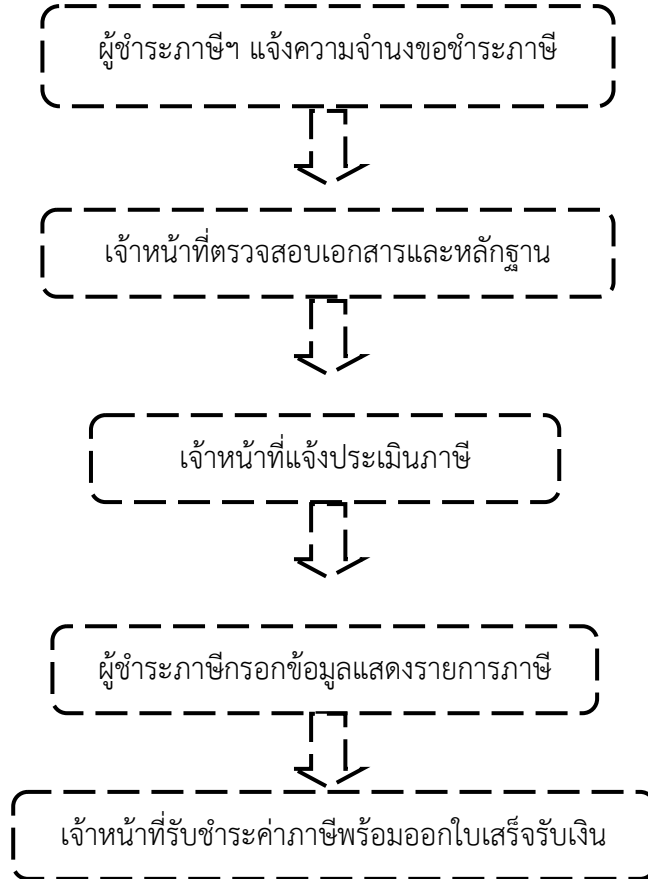 ผู้ชำระภาษีฯ แจ้งความจำนงขอชำระภาษี
เจ้าหน้าที่ตรวจสอบเอกสารและหลักฐาน
เจ้าหน้าที่แจ้งประเมินภาษี
ผู้ชำระภาษีกรอกข้อมูลแสดงรายการภาษี
เจ้าหน้าที่รับชำระค่าภาษีพร้อมออกใบเสร็จรับเงิน